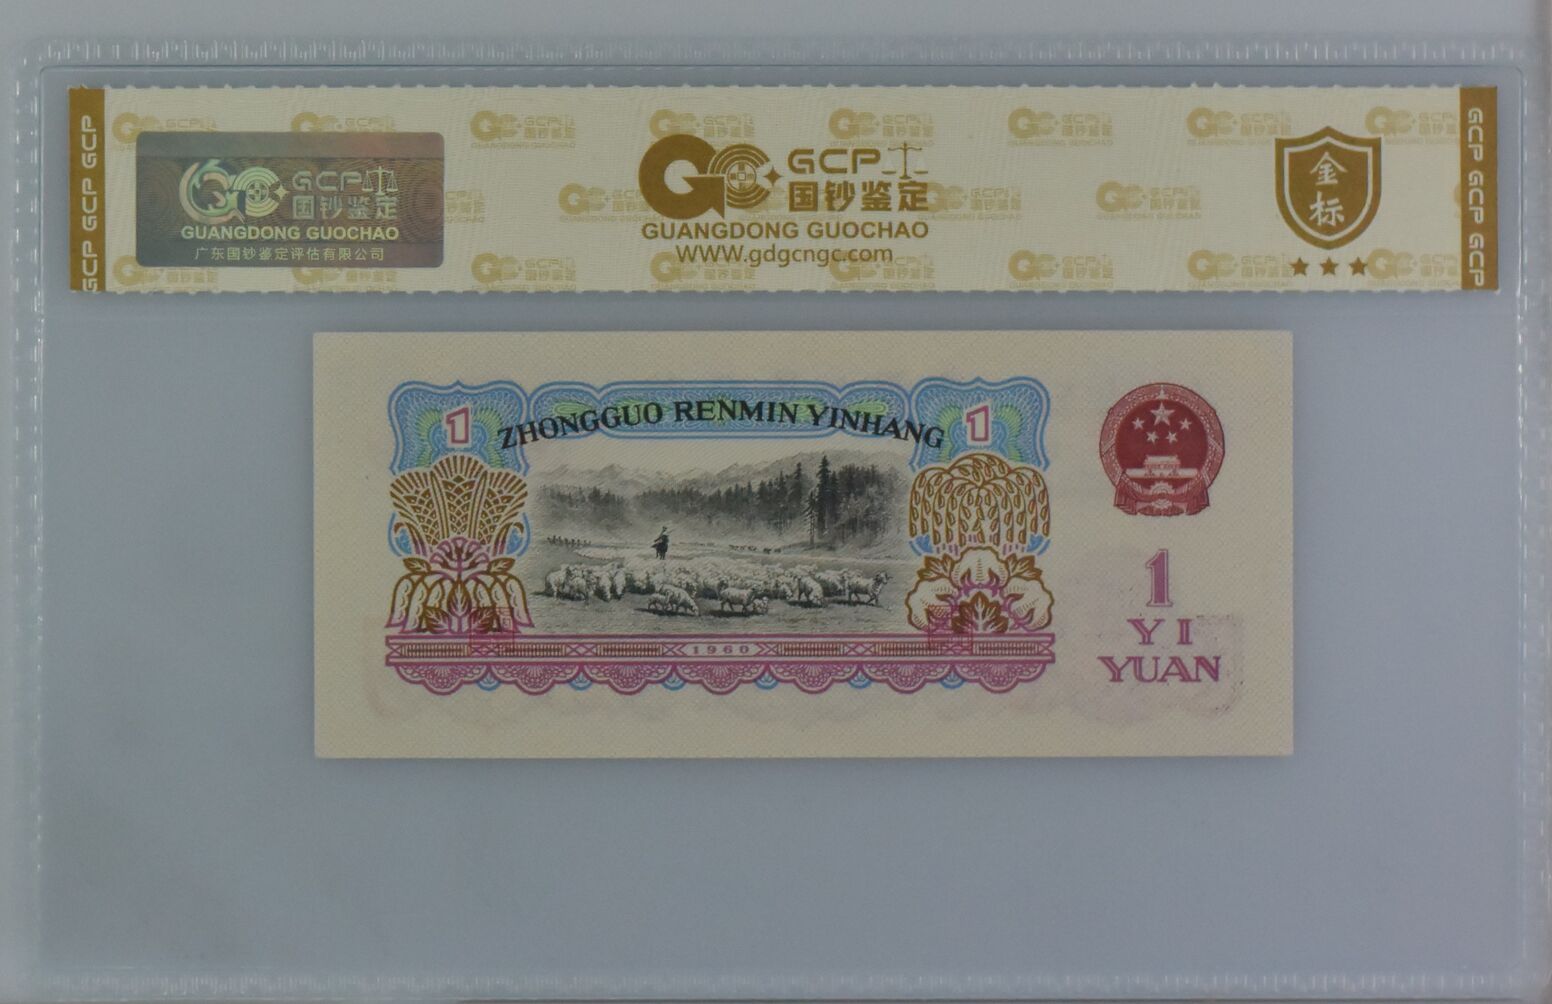 GCP GCP GCP
GCP 国钞鉴定
GUANGDONG GUOCHAO
广东国钞鉴定评估有限公司
GCP
国钞鉴定
GUANGDONG GUOCHAO
WWW.gdgcngc.com
金标
GCP GCP GCP
ZHONGGUO RENMIN YINHANG
1
1
1960
1
YI
YUAN